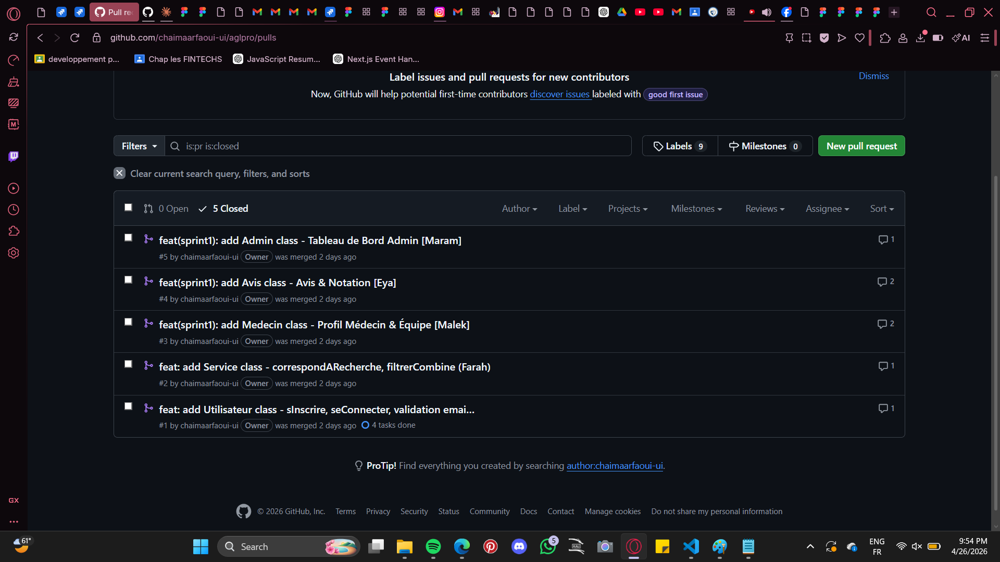 Pull re
github.com/chaimaarfaoui-ui/aglpro/pulls
AI
developpement p...
Chap les FINTECHS
JavaScript Resum...
Next.js Event Han...
Label issues and pull requests for new contributors
Dismiss
Now, GitHub will help potential first-time contributors discover issues labeled with good first issue
Filters
is:pr is:closed
Labels 9
Milestones 0
New pull request
Clear current search query, filters, and sorts
0 Open
5 Closed
Author
Label
Projects
Milestones
Reviews
Assignee
Sort
feat(sprint1): add Admin class - Tableau de Bord Admin [Maram]
1
#5 by chaimaarfaoui-ui Owner was merged 2 days ago
feat(sprint1): add Avis class - Avis & Notation [Eya]
2
#4 by chaimaarfaoui-ui Owner was merged 2 days ago
feat(sprint1): add Medecin class - Profil Médecin & Équipe [Malek]
2
#3 by chaimaarfaoui-ui Owner was merged 2 days ago
feat: add Service class - correspondARecherche, filtrerCombine (Farah)
1
#2 by chaimaarfaoui-ui Owner was merged 2 days ago
feat: add Utilisateur class - sInscrire, seConnecter, validation emai...
1
#1 by chaimaarfaoui-ui Owner was merged 2 days ago 4 tasks done
ProTip! Find everything you created by searching author:chaimaarfaoui-ui.
GX
© 2026 GitHub, Inc.
Terms
Privacy
Security
Status
Community
Docs
Contact
Manage cookies
Do not share my personal information
61°
Search
5
ENG
FR
9:54 PM
4/26/2026